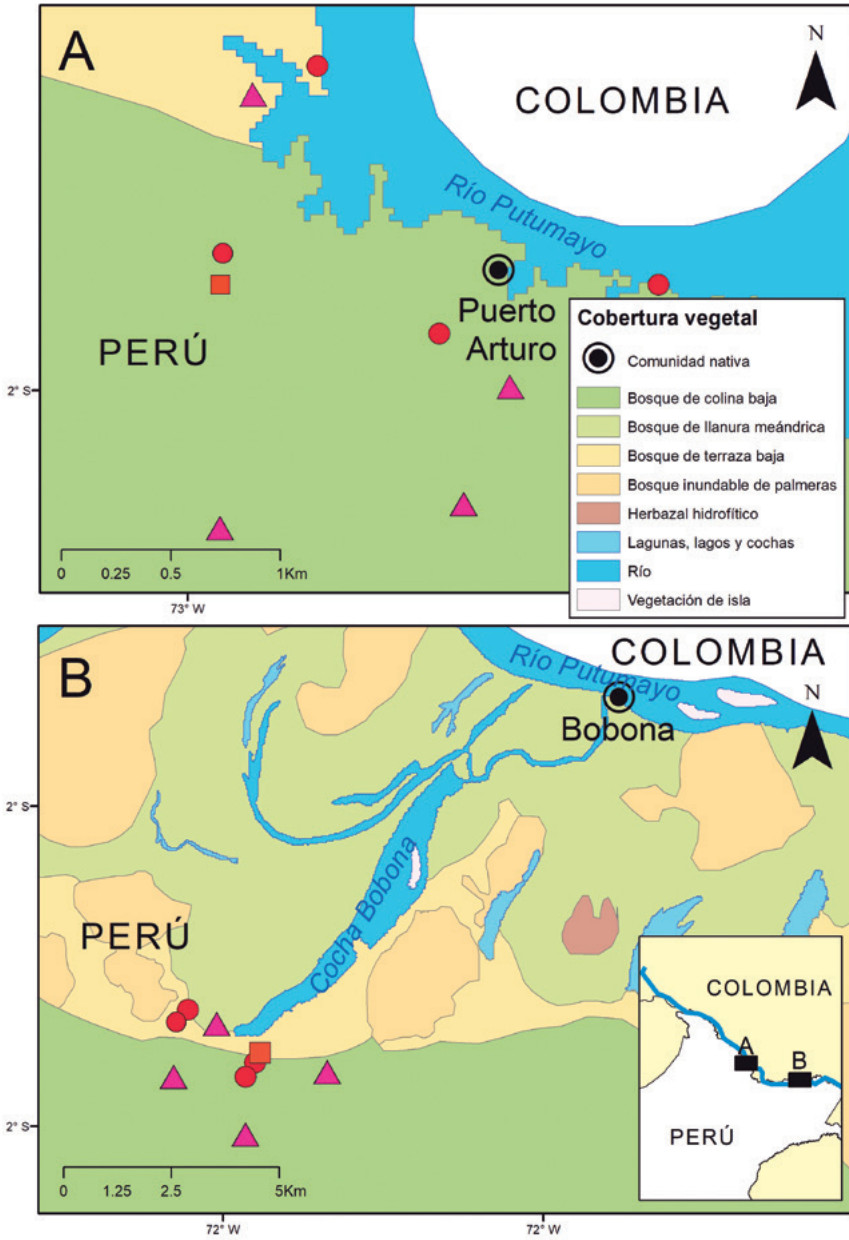 A
N
COLOMBIA
Río Putumayo
Puerto
Arturo
PERÚ
2° S
Cobertura vegetal
Comunidad nativa
Bosque de colina baja
Bosque de llanura meándrica
Bosque de terraza baja
Bosque inundable de palmeras
Herbazal hidrofítico
Lagunas, lagos y cochas
Río
Vegetación de isla
0 0.25 0.5 1Km
73° W
B
Río Putumayo
COLOMBIA
N
Bobona
2° S
Cocha Bobona
PERÚ
COLOMBIA
A
B
PERÚ
2° S
0 1.25 2.5 5Km
72° W
72° W